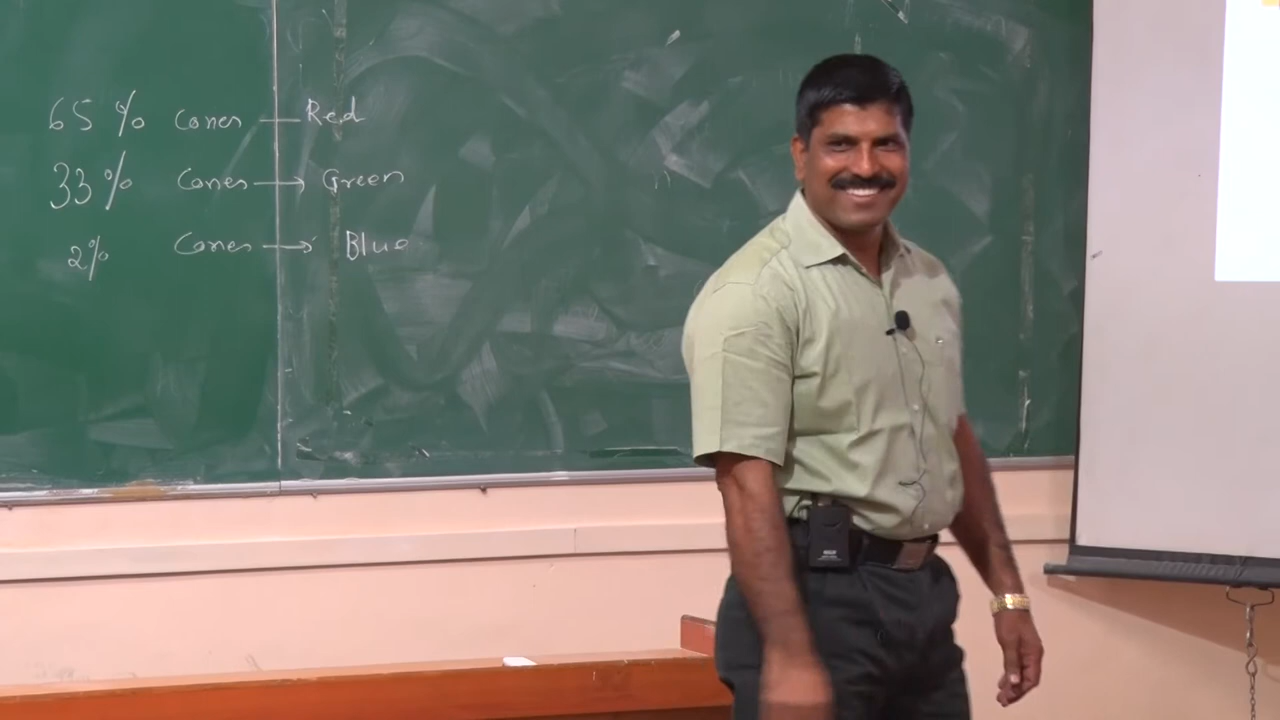 65 % Cones — Red
33% Cones → Green
2% Cones → Blue